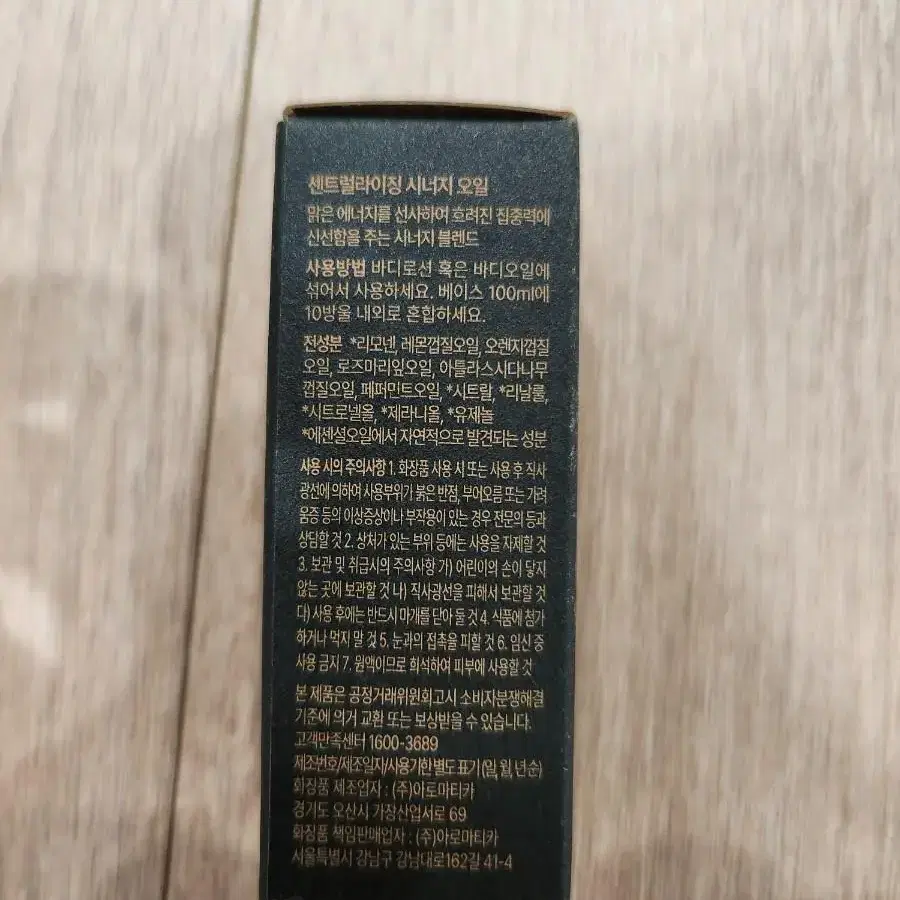 센트럴라이징 시너지 오일
맑은 에너지를 선사하여 흐려진 집중력에
신선함을 주는 시너지 블렌드
사용방법 바디로션 혹은 바디오일에
섞어서 사용하세요. 베이스 100ml에
10방울 내외로 혼합하세요.
전성분 *리모넨, 레몬껍질오일, 오렌지껍질
오일, 로즈마리잎오일, 아틀라스시다나무
껍질오일, 페퍼민트오일, *시트랄, *리날룰,
*시트로넬올, *제라니올, *유제놀
*에센셜오일에서 자연적으로 발견되는 성분
사용 시의 주의사항 1. 화장품 사용 시 또는 사용 후 직사
광선에 의하여 사용부위가 붉은 반점, 부어오름 또는 가려
움증 등의 이상증상이나 부작용이 있는 경우 전문의 등과
상담할 것 2. 상처가 있는 부위 등에는 사용을 자제할 것
3. 보관 및 취급시의 주의사항 가) 어린이의 손이 닿지
않는 곳에 보관할 것 나) 직사광선을 피해서 보관할 것
다) 사용 후에는 반드시 마개를 닫아 둘 것 4. 식품에 첨가
하거나 먹지 말 것 5. 눈과의 접촉을 피할 것 6. 임신 중
사용 금지 7. 원액이므로 희석하여 피부에 사용할 것
본 제품은 공정거래위원회고시 소비자분쟁해결
기준에 의거 교환 또는 보상받을 수 있습니다.
고객만족센터 1600-3689
제조번호/제조일자/사용기한 별도 표기 (일, 월, 년순)
화장품 제조업자 : (주)아로마티카
경기도 오산시 가장산업서로 69
화장품 책임판매업자 : (주)아로마티카
서울특별시 강남구 강남대로162길 41-4